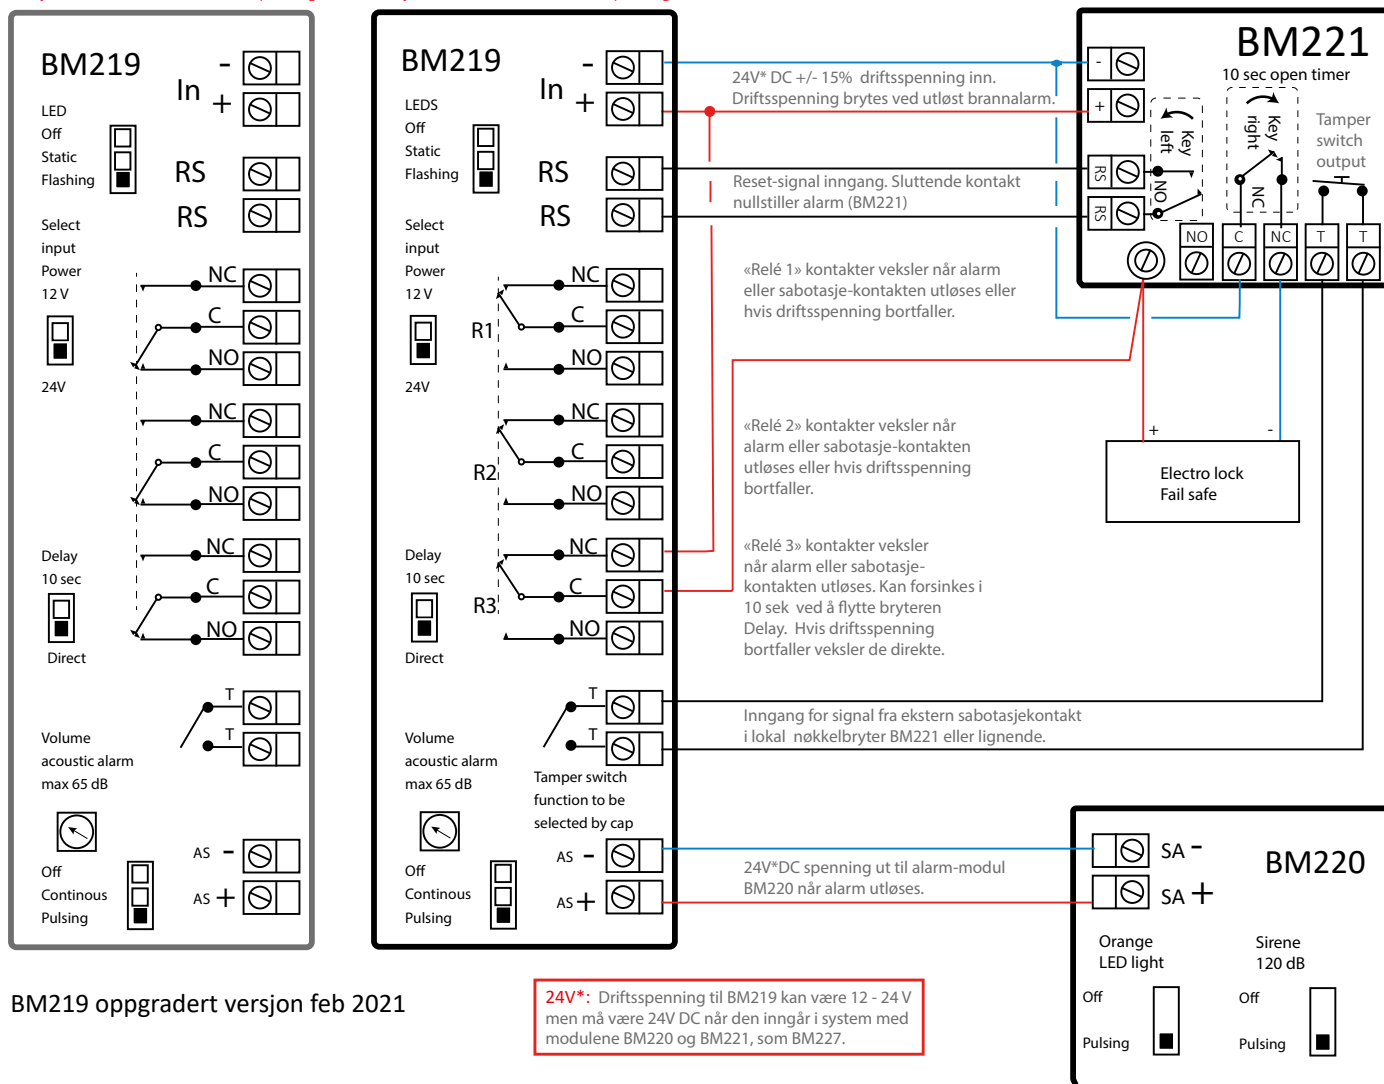 BM219
In
-
+
LED
Off
Static
Flashing
RS
RS
Select
input
Power
12 V
24V
NC
C
NO
NC
C
NO
NC
C
NO
Delay
10 sec
Direct
T
T
Volume
acoustic alarm
max 65 dB
Off
Continous
Pulsing
AS -
AS +
BM219
In
-
+
LEDS
Off
Static
Flashing
RS
RS
Select
input
Power
12 V
24V
R1
NC
C
NO
R2
NC
C
NO
R3
NC
C
NO
Delay
10 sec
Direct
T
T
Volume
acoustic alarm
max 65 dB
Tamper switch
function to be
selected by cap
Off
Continous
Pulsing
AS -
AS +
24V* DC +/- 15% driftsspenning inn.
Driftsspenning brytes ved utløst brannalarm.
Reset-signal inngang. Sluttende kontakt
nullstiller alarm (BM221)
«Relé 1» kontakter veksler når alarm
eller sabotasje-kontakten utløses eller
hvis driftsspenning bortfaller.
«Relé 2» kontakter veksler når
alarm eller sabotasje-kontakten
utløses eller hvis driftsspenning
bortfaller.
«Relé 3» kontakter veksler
når alarm eller sabotasje-
kontakten utløses. Kan forsinkes i
10 sek ved å flytte bryteren
Delay. Hvis driftsspenning
bortfaller veksler de direkte.
Inngang for signal fra ekstern sabotasjekontakt
i lokal nøkkelbryter BM221 eller lignende.
24V*DC spenning ut til alarm-modul
BM220 når alarm utløses.
BM221
10 sec open timer
-
+
RS
RS
Key
left
NO
Key
right
NC
Tamper
switch
output
NO
C
NC
T
T
+
-
Electro lock
Fail safe
SA -
SA +
BM220
Orange
LED light
Off
Pulsing
Sirene
120 dB
Off
Pulsing
BM219 oppgradert versjon feb 2021
24V*: Driftsspenning til BM219 kan være 12 - 24 V
men må være 24V DC når den inngår i system med
modulene BM220 og BM221, som BM227.